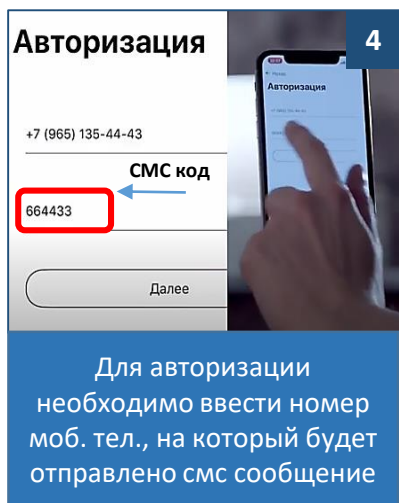 Авторизация
4
+7 (965) 135-44-43
СМС код
664433
Далее
Авторизация
Для авторизации
необходимо ввести номер
моб. тел., на который будет
отправлено смс сообщение